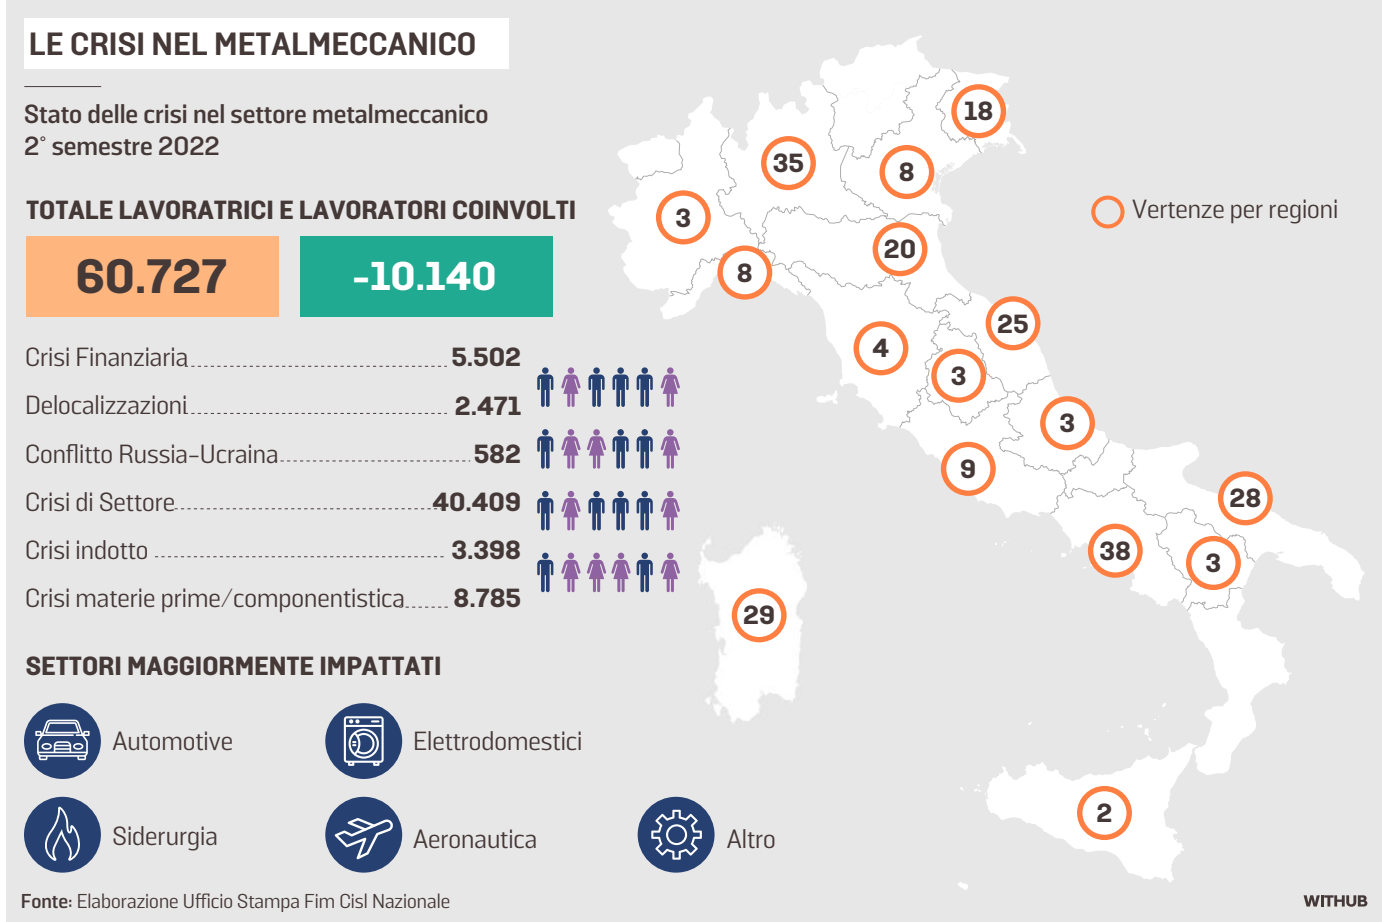 LE CRISI NEL METALMECCANICO
Stato delle crisi nel settore metalmeccanico
2° semestre 2022
TOTALE LAVORATRICI E LAVORATORI COINVOLTI
60.727
-10.140
Crisi Finanziaria 5.502
Delocalizzazioni 2.471
Conflitto Russia-Ucraina 582
Crisi di Settore 40.409
Crisi indotto 3.398
Crisi materie prime/componentistica 8.785
SETTORI MAGGIORMENTE IMPATTATI
Automotive
Elettrodomestici
Siderurgia
Aeronautica
Altro
Fonte: Elaborazione Ufficio Stampa Fim Cisl Nazionale
Vertenze per regioni
18
35
8
3
20
8
25
4
3
3
9
28
38
3
29
2
WITHUB